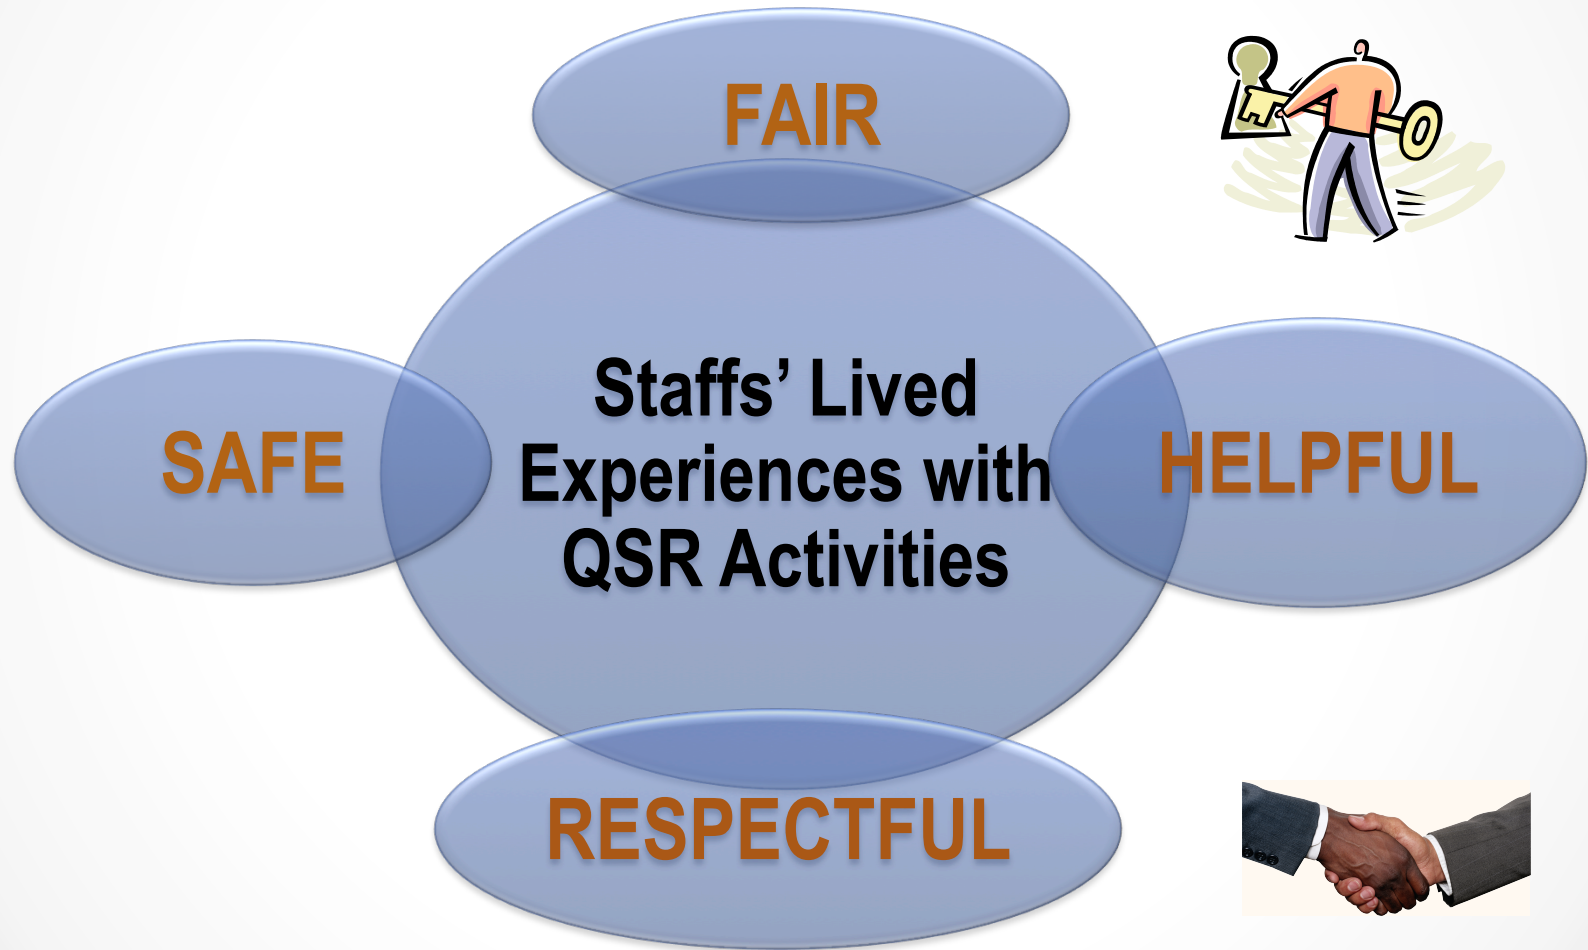 FAIR
SAFE
Staffs’ Lived
Experiences with
QSR Activities
HELPFUL
RESPECTFUL